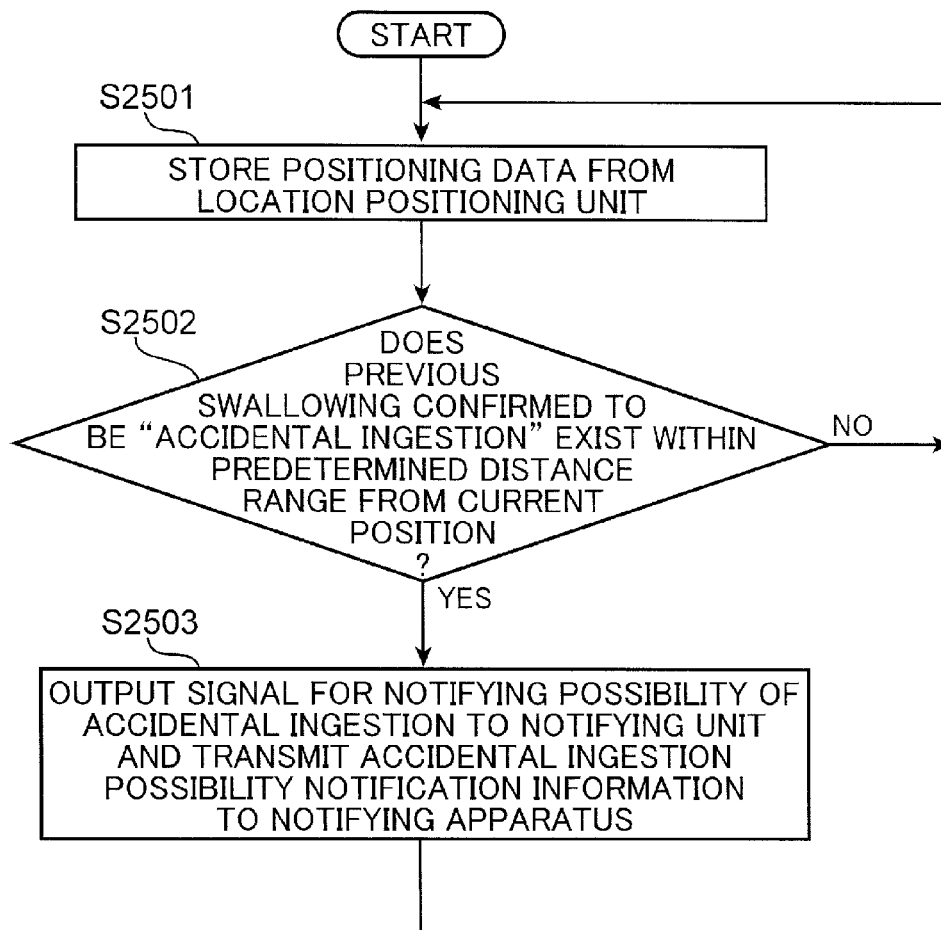 START
S2501
STORE POSITIONING DATA FROM
LOCATION POSITIONING UNIT
S2502
DOES
PREVIOUS
SWALLOWING CONFIRMED TO
BE “ACCIDENTAL INGESTION” EXIST WITHIN
PREDETERMINED DISTANCE
RANGE FROM CURRENT
POSITION
?
NO
YES
S2503
OUTPUT SIGNAL FOR NOTIFYING POSSIBILITY OF
ACCIDENTAL INGESTION TO NOTIFYING UNIT
AND TRANSMIT ACCIDENTAL INGESTION
POSSIBILITY NOTIFICATION INFORMATION
TO NOTIFYING APPARATUS